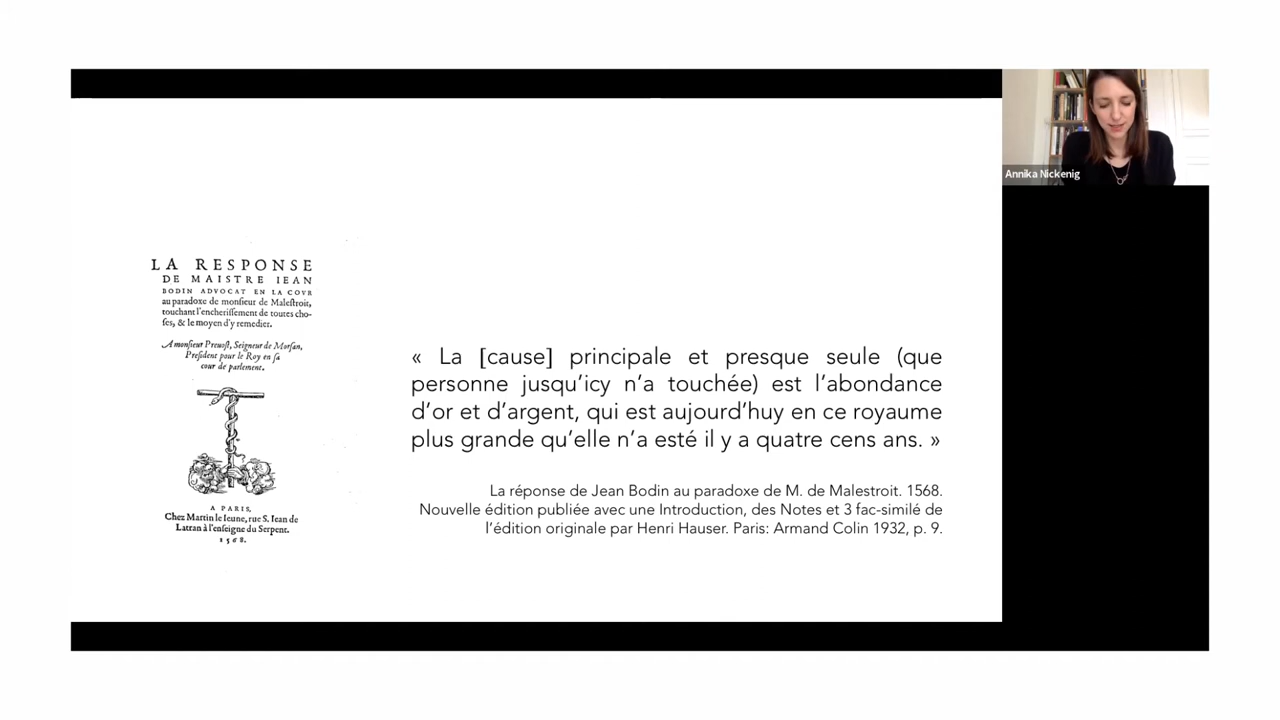 LA RESPONSE
DE MAISTRE IEAN
BODIN ADVOCAT EN LA COVR
au paradoxe de monſieur de Maleſtroit,
touchant l'encheriſſement de toutes cho-
ſes, & le moyen d'y remedier.
A monſieur Preuoſt, Seigneur de Morſan,
Preſident pour le Roy en ſa
cour de parlement.
A PARIS,
Chez Martin le Ieune, rue S. Iean de
Latran à l'enſeigne du Serpent.
1568.
« La [cause] principale et presque seule (que
personne jusqu'icy n'a touchée) est l'abondance
d'or et d'argent, qui est aujourd'huy en ce royaume
plus grande qu'elle n'a esté il y a quatre cens ans. »
La réponse de Jean Bodin au paradoxe de M. de Malestroit. 1568.
Nouvelle édition publiée avec une Introduction, des Notes et 3 fac-similé de
l'édition originale par Henri Hauser. Paris: Armand Colin 1932, p. 9.
Annika Nickenig